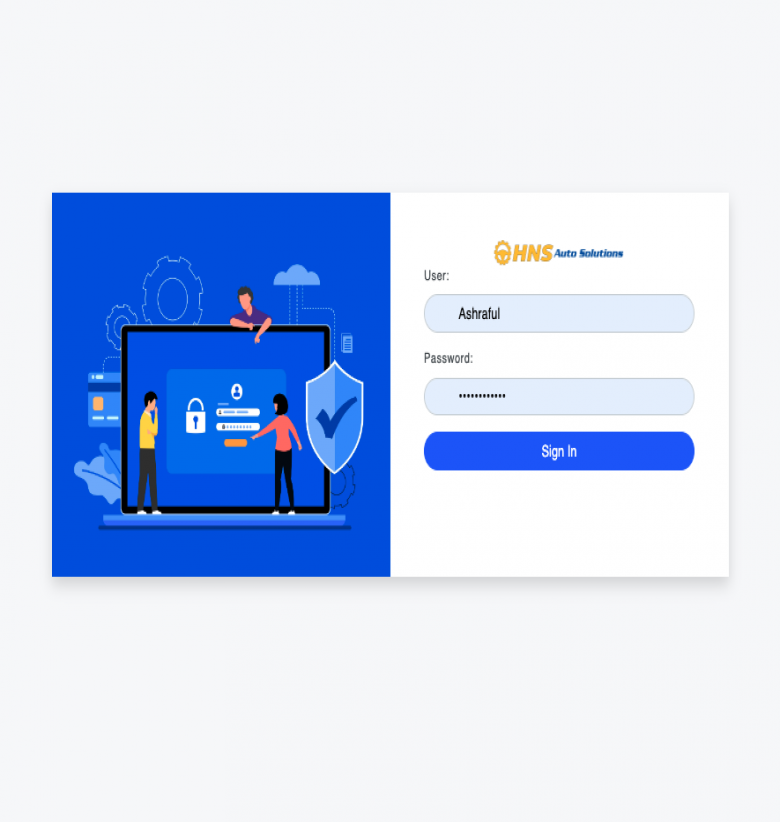 HNS Auto Solutions
User:
Ashraful
Password:
••••••••••••
Sign In